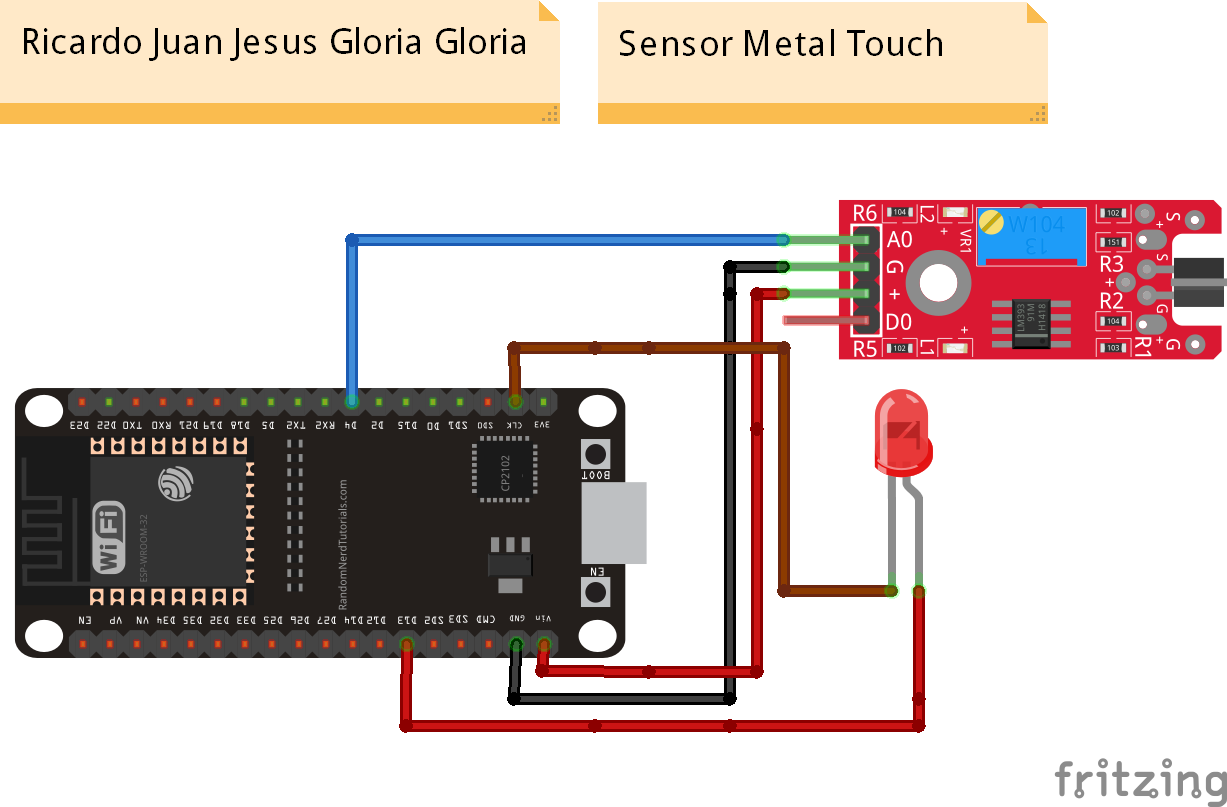 Ricardo Juan Jesus Gloria Gloria
Sensor Metal Touch
R6 104 L2 + VR1 W104 13 102 S +
A0 151 S
G R3
+ + R2
D0 LM393 91M H1418 104 G +
R5 102 L1 + 103 R1 G
D23 D22 TX0 RX0 D21 D19 D18 D5 TX2 RX2 D4 D2 D15 D0 SD1 SD0 CLK 3V3
CP2102
BOOT
WiFi
ESP-WROOM-32
RandomNerdTutorials.com
EN
EN VP VN D34 D35 D32 D33 D25 D26 D27 D14 D12 D13 SD2 SD3 CMD GND Vin
fritzing